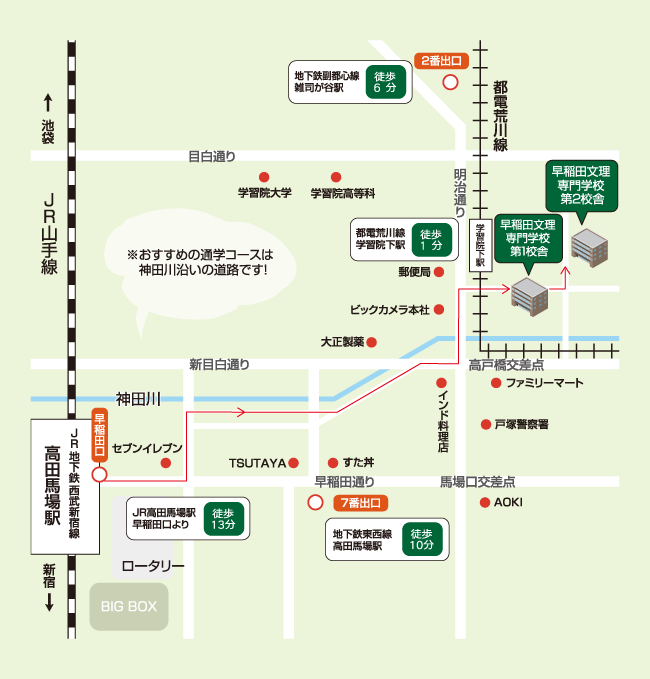 2番出口
地下鉄副都心線
雑司が谷駅
徒歩
6 分
都電荒川線
池袋
目白通り
JR山手線
学習院大学
学習院高等科
明治通り
早稲田文理
専門学校
第2校舎
早稲田文理
専門学校
第1校舎
都電荒川線
学習院下駅
徒歩
1 分
学習院下駅
※おすすめの通学コースは
神田川沿いの道路です!
郵便局
ビックカメラ本社
大正製薬
新目白通り
高戸橋交差点
神田川
ファミリーマート
インド料理店
戸塚警察署
早稲田口
JR 地下鉄 西武新宿線
高田馬場駅
セブンイレブン
TSUTAYA
すた丼
早稲田通り
馬場口交差点
7番出口
AOKI
JR高田馬場駅
早稲田口より
徒歩
13分
地下鉄東西線
高田馬場駅
徒歩
10分
ロータリー
新宿
BIG BOX